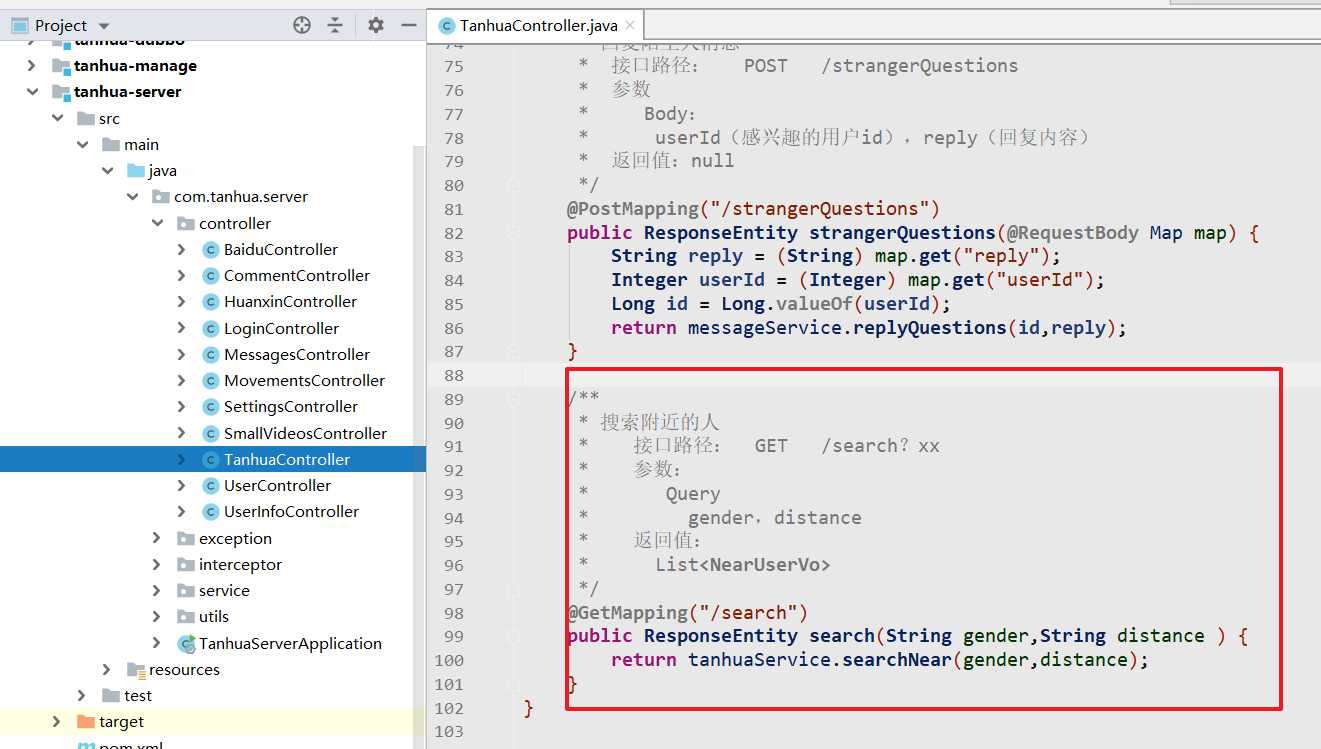 Project
TanhuaController.java
tanhua-dubbo
tanhua-manage
tanhua-server
src
main
java
com.tanhua.server
controller
BaiduController
CommentController
HuanxinController
LoginController
MessagesController
MovementsController
SettingsController
SmallVideosController
TanhuaController
UserController
UserInfoController
exception
interceptor
service
utils
TanhuaServerApplication
resources
test
target
pom.xml
74 * 回复陌生人消息
75 * 接口路径： POST /strangerQuestions
76 * 参数
77 * Body：
78 * userId（感兴趣的用户id），reply（回复内容）
79 * 返回值：null
80 */
81 @PostMapping("/strangerQuestions")
82 public ResponseEntity strangerQuestions(@RequestBody Map map) {
83 String reply = (String) map.get("reply");
84 Integer userId = (Integer) map.get("userId");
85 Long id = Long.valueOf(userId);
86 return messageService.replyQuestions(id,reply);
87 }
88
89 /**
90 * 搜索附近的人
91 * 接口路径： GET /search？xx
92 * 参数：
93 * Query
94 * gender，distance
95 * 返回值：
96 * List<NearUserVo>
97 */
98 @GetMapping("/search")
99 public ResponseEntity search(String gender,String distance ) {
100 return tanhuaService.searchNear(gender,distance);
101 }
102 }
103